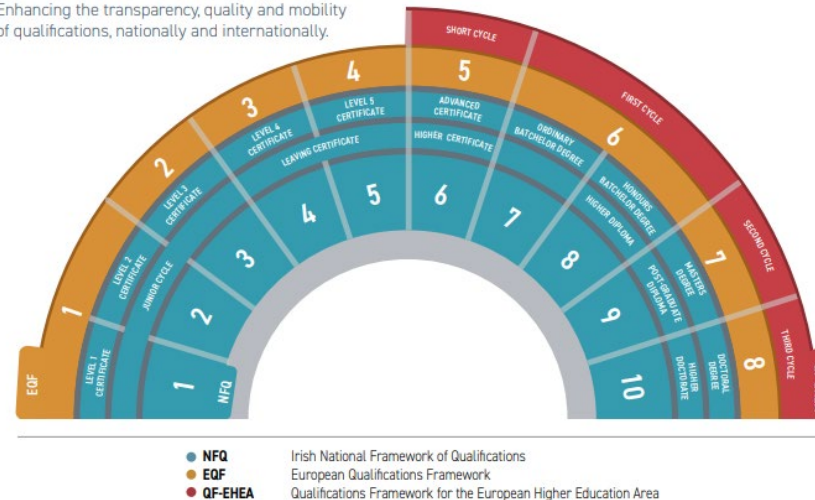 Enhancing the transparency, quality and mobility
of qualifications, nationally and internationally.
SHORT CYCLE
FIRST CYCLE
SECOND CYCLE
THIRD CYCLE
EQF
1
2
3
4
5
6
7
8
LEVEL 1
CERTIFICATE
LEVEL 2
CERTIFICATE
LEVEL 3
CERTIFICATE
LEVEL 4
CERTIFICATE
LEVEL 5
CERTIFICATE
ADVANCED
CERTIFICATE
ORDINARY
BATCHELOR DEGREE
HONOURS
BATCHELOR DEGREE
MASTERS
DEGREE
DOCTORAL
DEGREE
JUNIOR CYCLE
LEAVING CERTIFICATE
HIGHER CERTIFICATE
HIGHER DIPLOMA
POST-GRADUATE
DIPLOMA
HIGHER
DOCTORATE
NFQ
1
2
3
4
5
6
7
8
9
10
NFQ Irish National Framework of Qualifications
EQF European Qualifications Framework
QF-EHEA Qualifications Framework for the European Higher Education Area